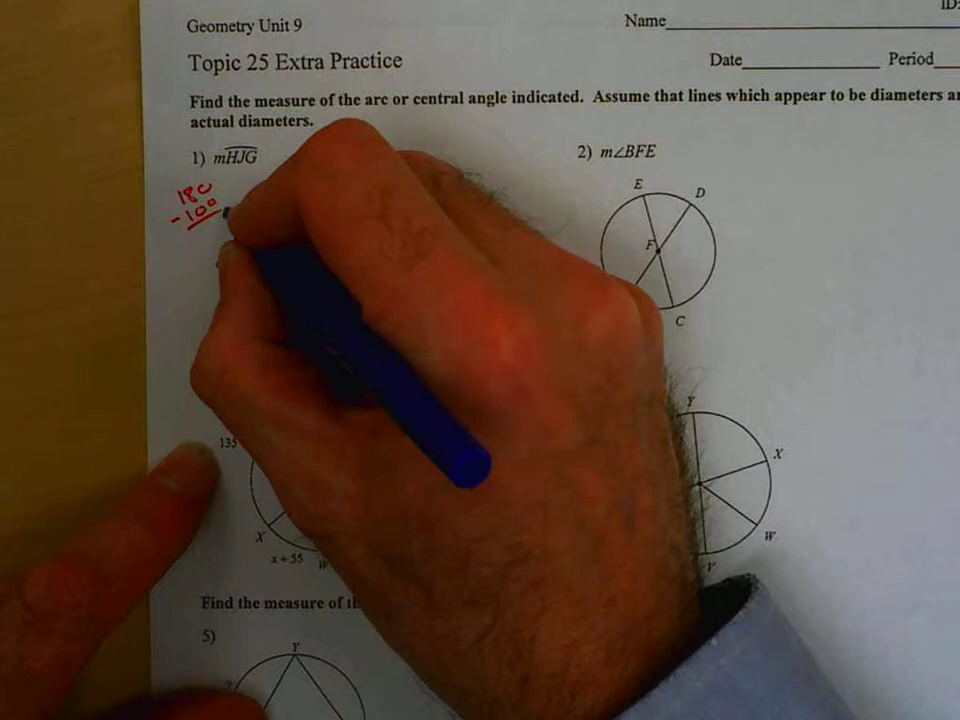 ID:
Geometry Unit 9
Name
Topic 25 Extra Practice
Date Period
Find the measure of the arc or central angle indicated. Assume that lines which appear to be diameters
actual diameters.
1) mHJG
2) m∠BFE
180
-100
E
D
F
C
Y
135
X
X
W
x + 55
W
V
Find the measure of
5)
Y
?